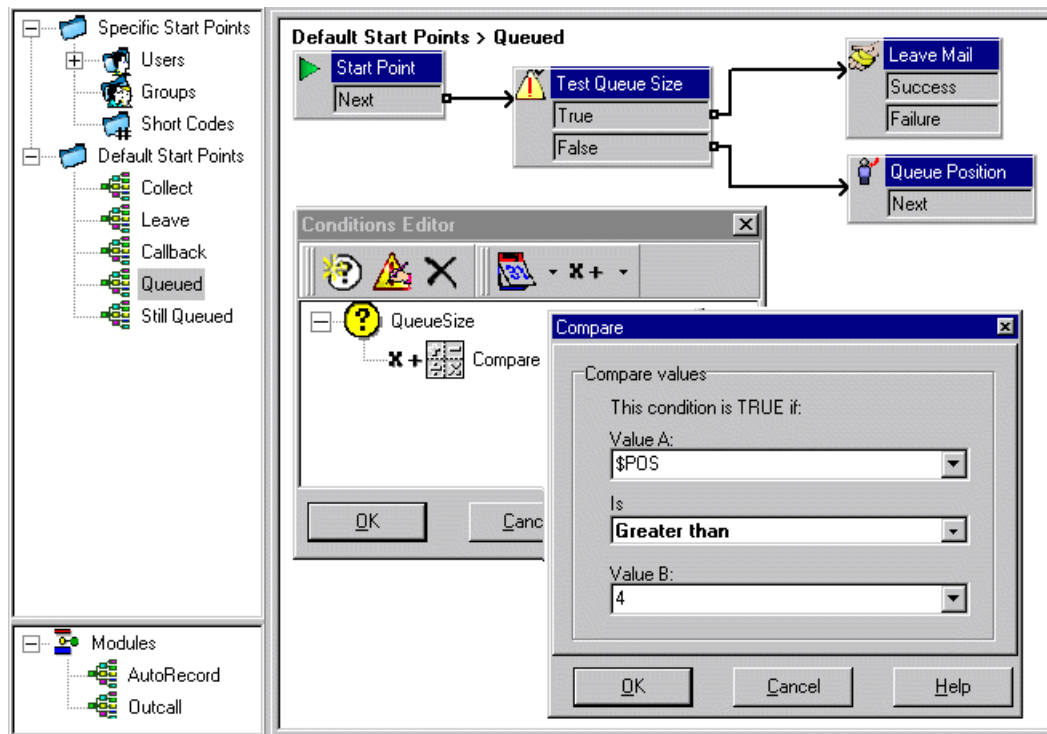 Specific Start Points
Users
Groups
Short Codes
Default Start Points
Collect
Leave
Callback
Queued
Still Queued
Modules
AutoRecord
Outcall
Default Start Points > Queued
Start Point
Next
Test Queue Size
True
False
Leave Mail
Success
Failure
Queue Position
Next
Conditions Editor
x +
QueueSize
x +
Compare
OK
Canc
Compare
Compare values
This condition is TRUE if:
Value A:
$POS
Is
Greater than
Value B:
4
OK
Cancel
Help